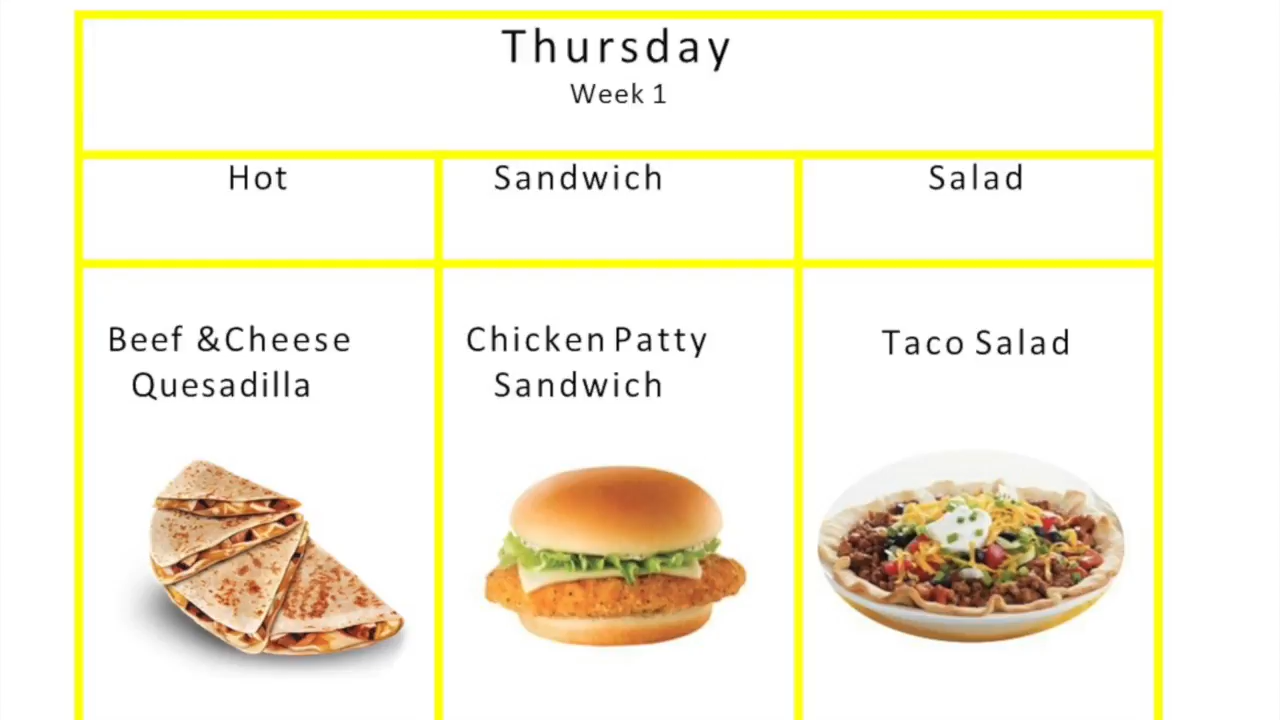 Thursday
Week 1
Hot
Sandwich
Salad
Beef &Cheese
Quesadilla
Chicken Patty
Sandwich
Taco Salad